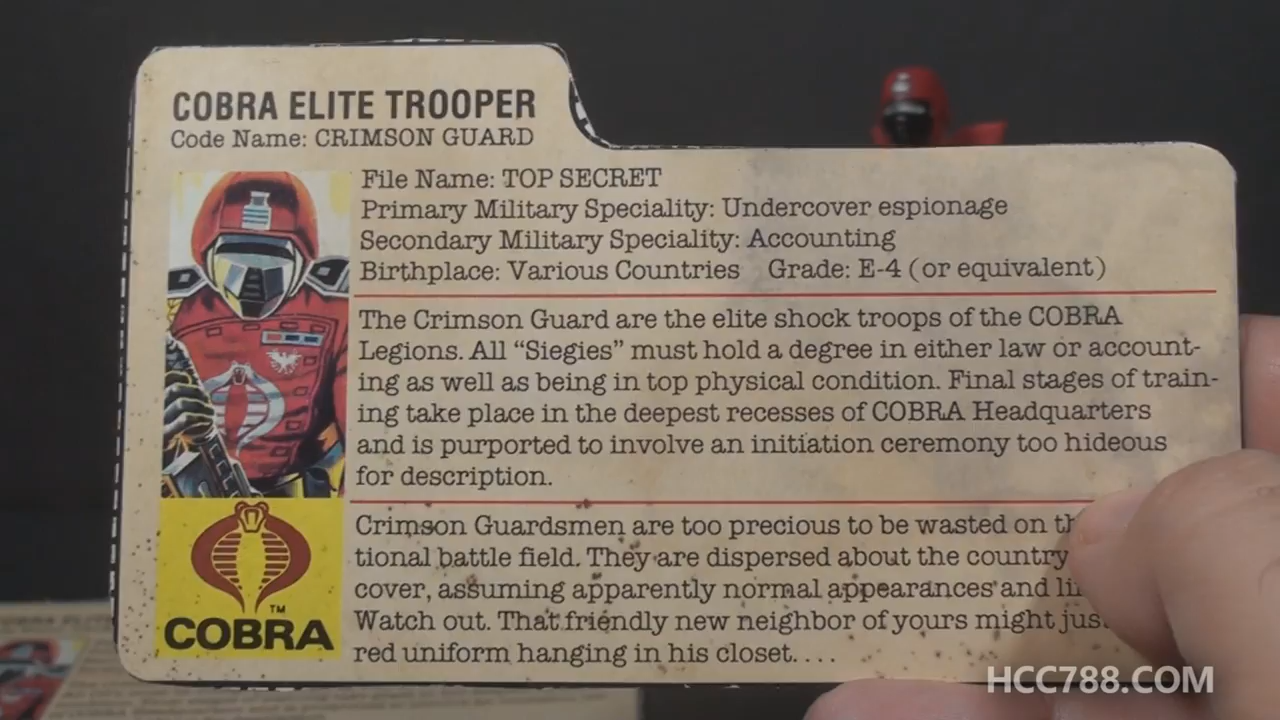 COBRA ELITE TROOPER
Code Name: CRIMSON GUARD
File Name: TOP SECRET
Primary Military Speciality: Undercover espionage
Secondary Military Speciality: Accounting
Birthplace: Various Countries Grade: E-4 (or equivalent)
The Crimson Guard are the elite shock troops of the COBRA
Legions. All “Siegies” must hold a degree in either law or account-
ing as well as being in top physical condition. Final stages of train-
ing take place in the deepest recesses of COBRA Headquarters
and is purported to involve an initiation ceremony too hideous
for description.
Crimson Guardsmen are too precious to be wasted on
tional battle field. They are dispersed about the country
cover, assuming apparently normal appearances and
Watch out. That friendly new neighbor of yours might
red uniform hanging in his closet....
TM
COBRA
HCC788.COM